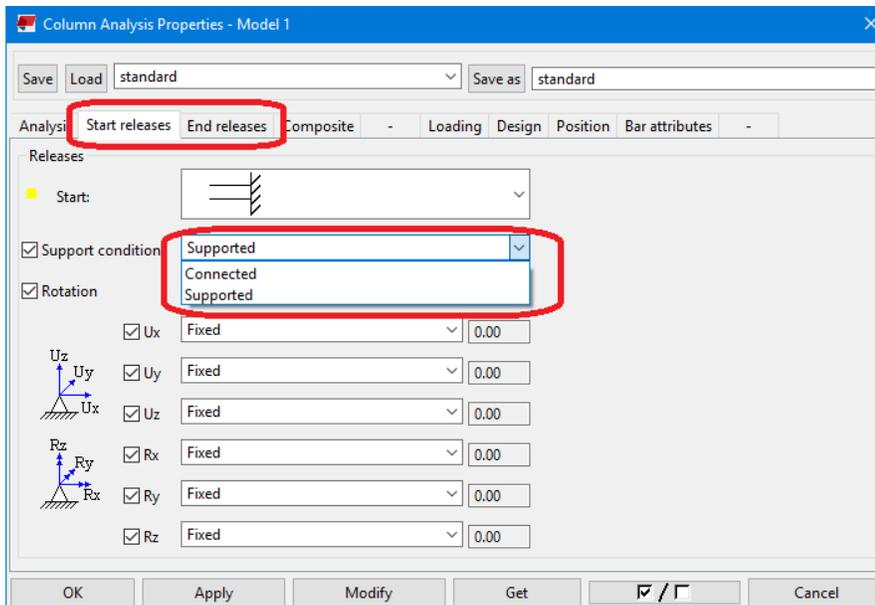 Column Analysis Properties - Model 1
Save Load standard Save as standard
Analysi Start releases End releases Composite - Loading Design Position Bar attributes -
Releases
Start:
Support condition Supported
Connected
Rotation Supported
Ux Fixed 0.00
Uz
Uy
Ux
Uy Fixed 0.00
Uz Fixed 0.00
Rz
Ry
Rx
Rx Fixed 0.00
Ry Fixed 0.00
Rz Fixed 0.00
OK Apply Modify Get / Cancel